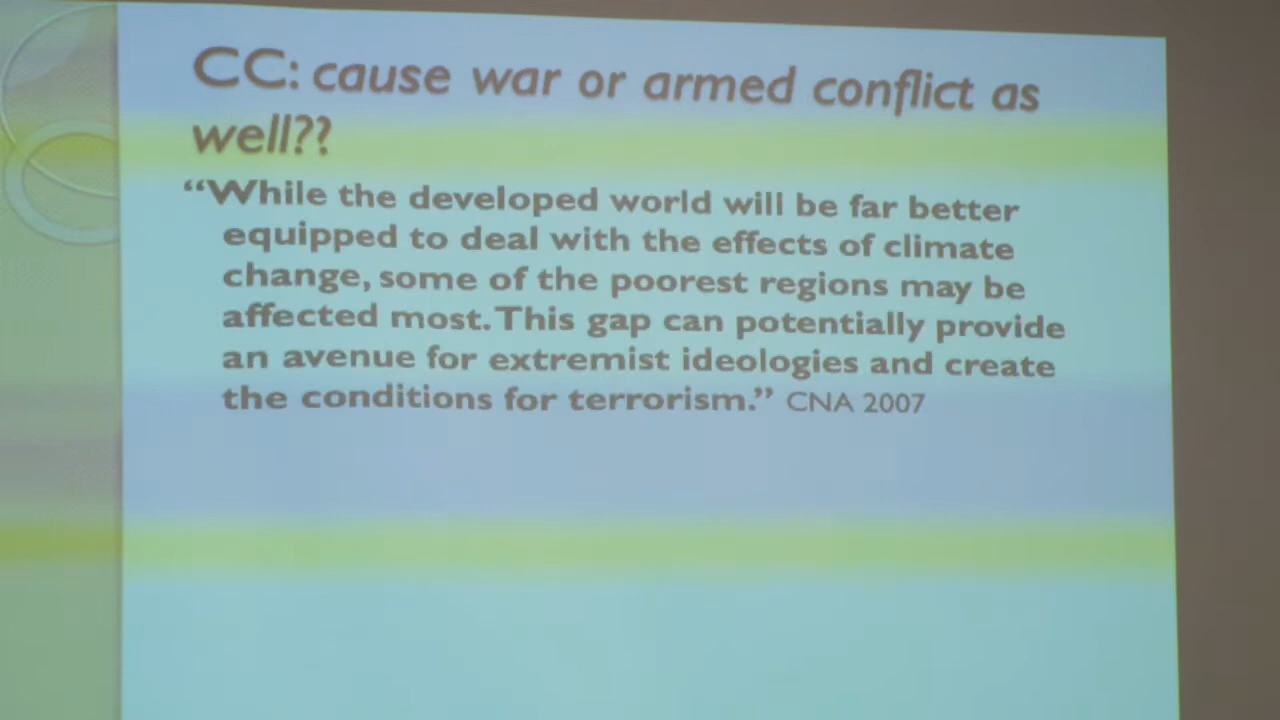 CC: cause war or armed conflict as
well??
“While the developed world will be far better
equipped to deal with the effects of climate
change, some of the poorest regions may be
affected most. This gap can potentially provide
an avenue for extremist ideologies and create
the conditions for terrorism.” CNA 2007